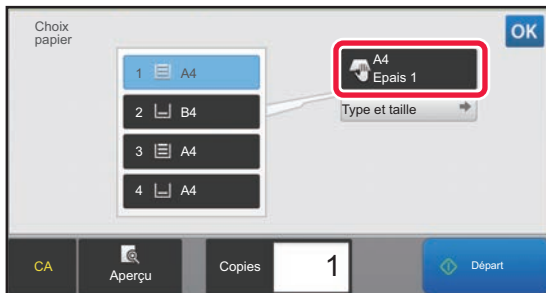 Choix
papier
OK
1 A4
2 B4
3 A4
4 A4
A4
Epais 1
Type et taille
CA
Aperçu
Copies
1
Départ